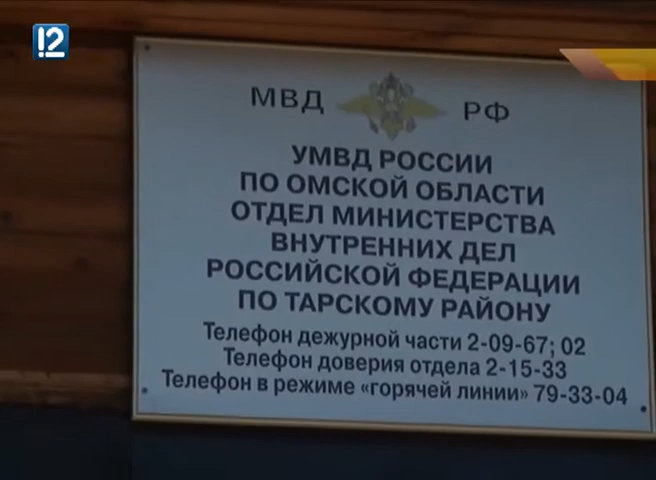 12
МВД РФ
УМВД РОССИИ
ПО ОМСКОЙ ОБЛАСТИ
ОТДЕЛ МИНИСТЕРСТВА
ВНУТРЕННИХ ДЕЛ
РОССИЙСКОЙ ФЕДЕРАЦИИ
ПО ТАРСКОМУ РАЙОНУ
Телефон дежурной части 2-09-67; 02
Телефон доверия отдела 2-15-33
Телефон в режиме «горячей линии» 79-33-04